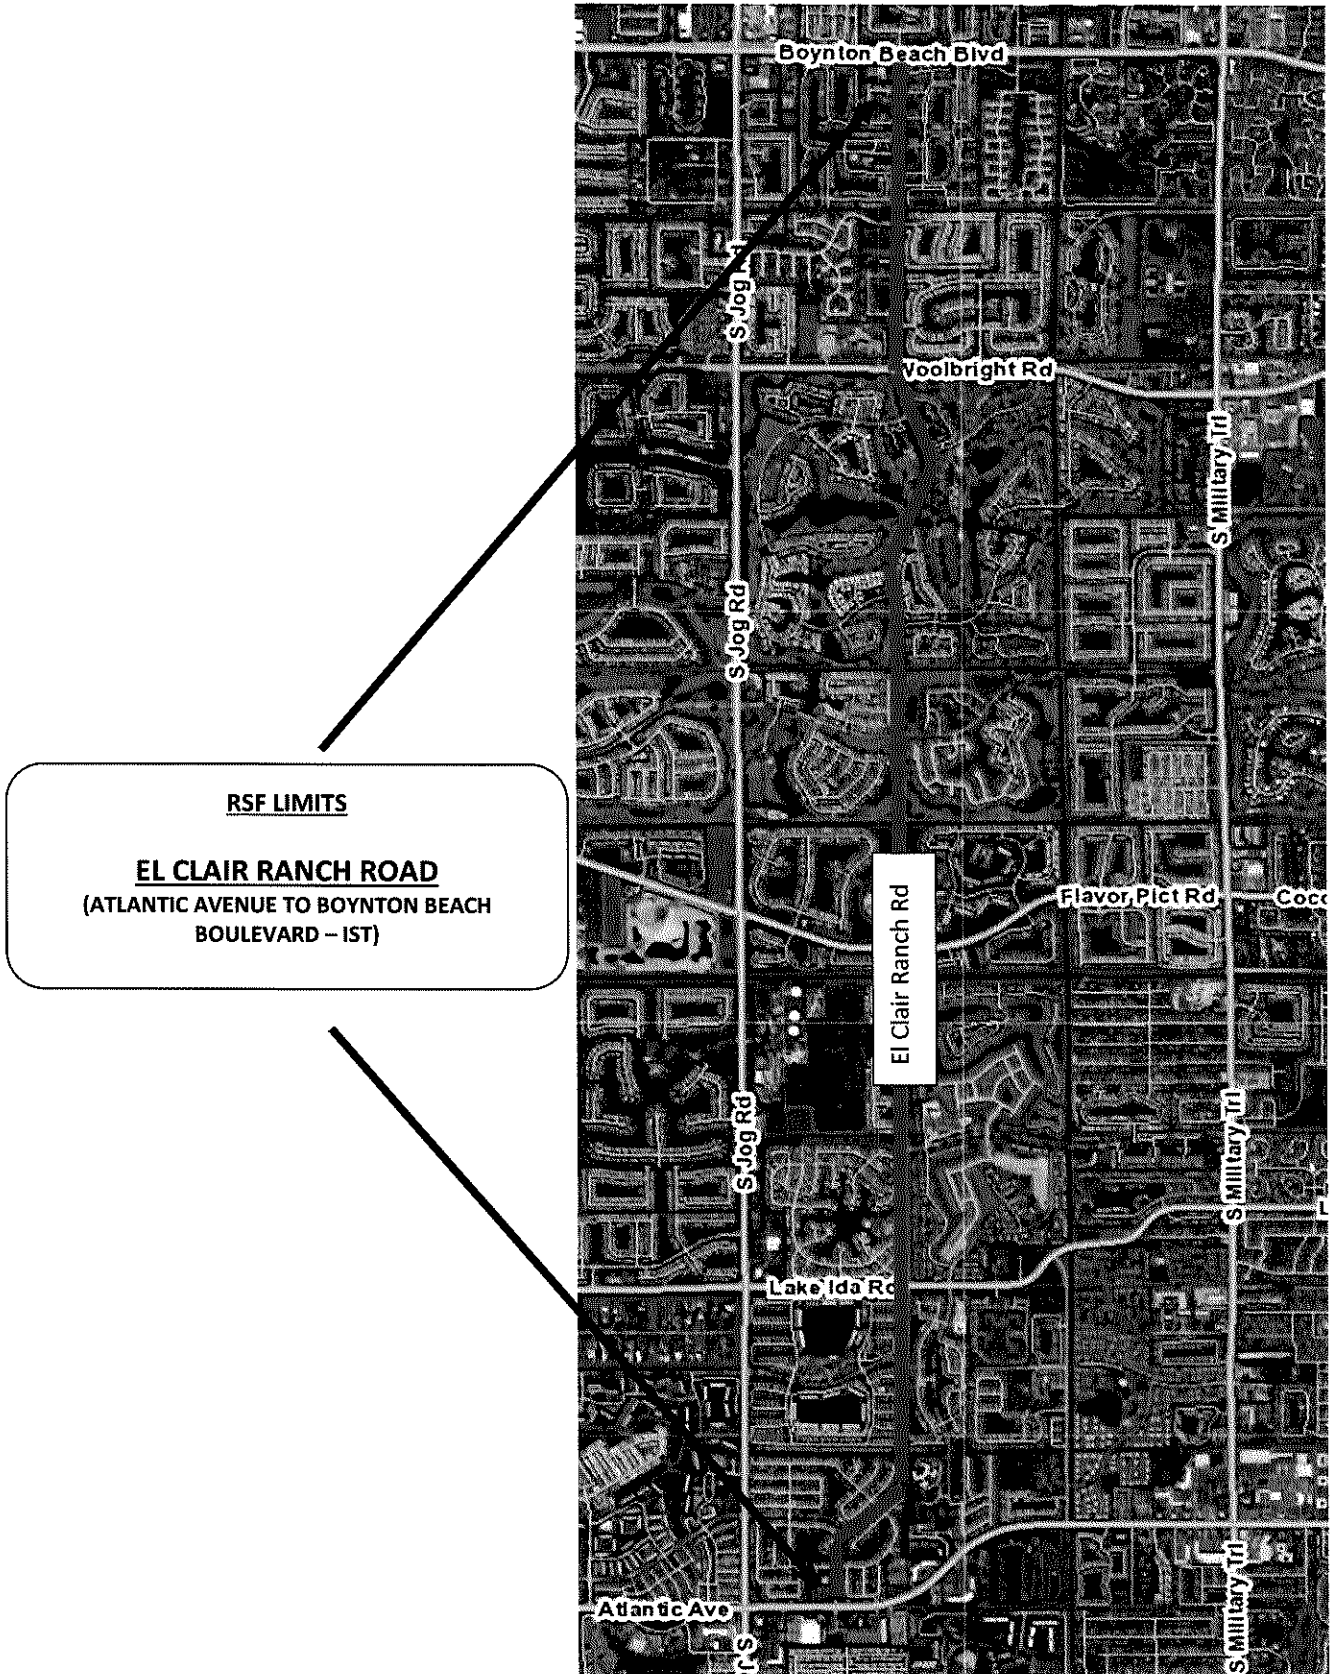 Boynton Beach Blvd
S Jog Rd
Woolbright Rd
S Military Trl
S Jog Rd
RSF LIMITS
EL CLAIR RANCH ROAD
(ATLANTIC AVENUE TO BOYNTON BEACH
BOULEVARD – IST)
El Clair Ranch Rd
Flavor Pict Rd
Coco
S Jog Rd
S Military Trl
L
Lake Ida Rd
Atlantic Ave
S J
S Military Trl